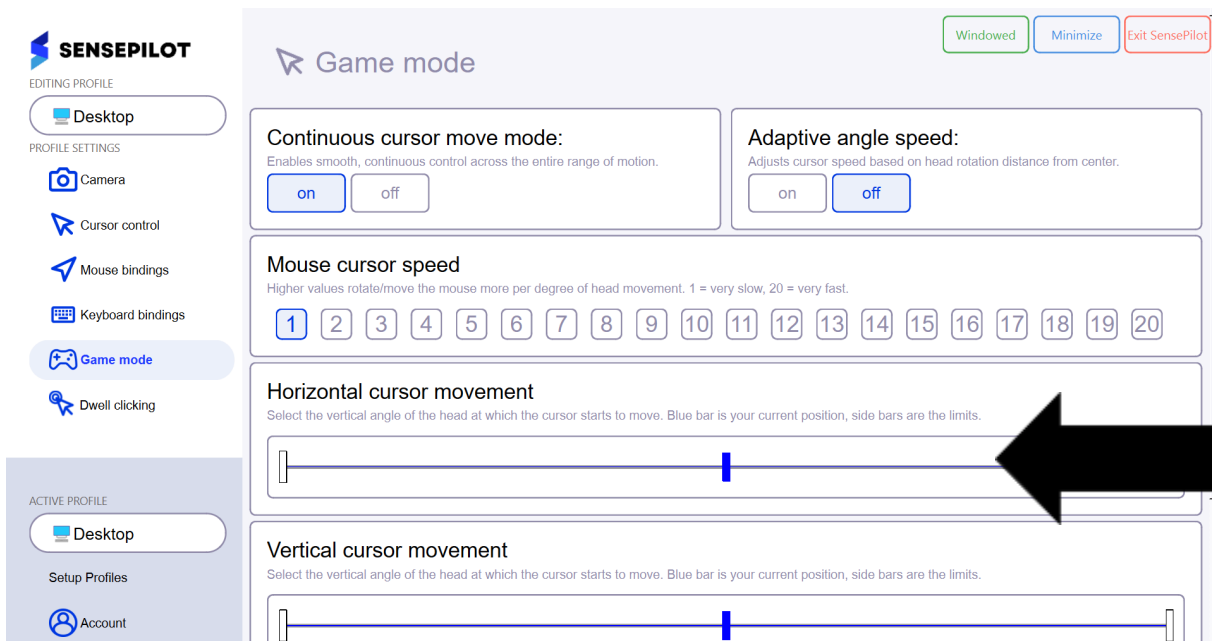 SENSEPILOT
EDITING PROFILE
Desktop
PROFILE SETTINGS
Camera
Cursor control
Mouse bindings
Keyboard bindings
Game mode
Dwell clicking
ACTIVE PROFILE
Desktop
Setup Profiles
Account
Windowed
Minimize
Exit SensePilot
Game mode
Continuous cursor move mode:
Enables smooth, continuous control across the entire range of motion.
on off
Adaptive angle speed:
Adjusts cursor speed based on head rotation distance from center.
on off
Mouse cursor speed
Higher values rotate/move the mouse more per degree of head movement. 1 = very slow, 20 = very fast.
1 2 3 4 5 6 7 8 9 10 11 12 13 14 15 16 17 18 19 20
Horizontal cursor movement
Select the vertical angle of the head at which the cursor starts to move. Blue bar is your current position, side bars are the limits.
Vertical cursor movement
Select the vertical angle of the head at which the cursor starts to move. Blue bar is your current position, side bars are the limits.